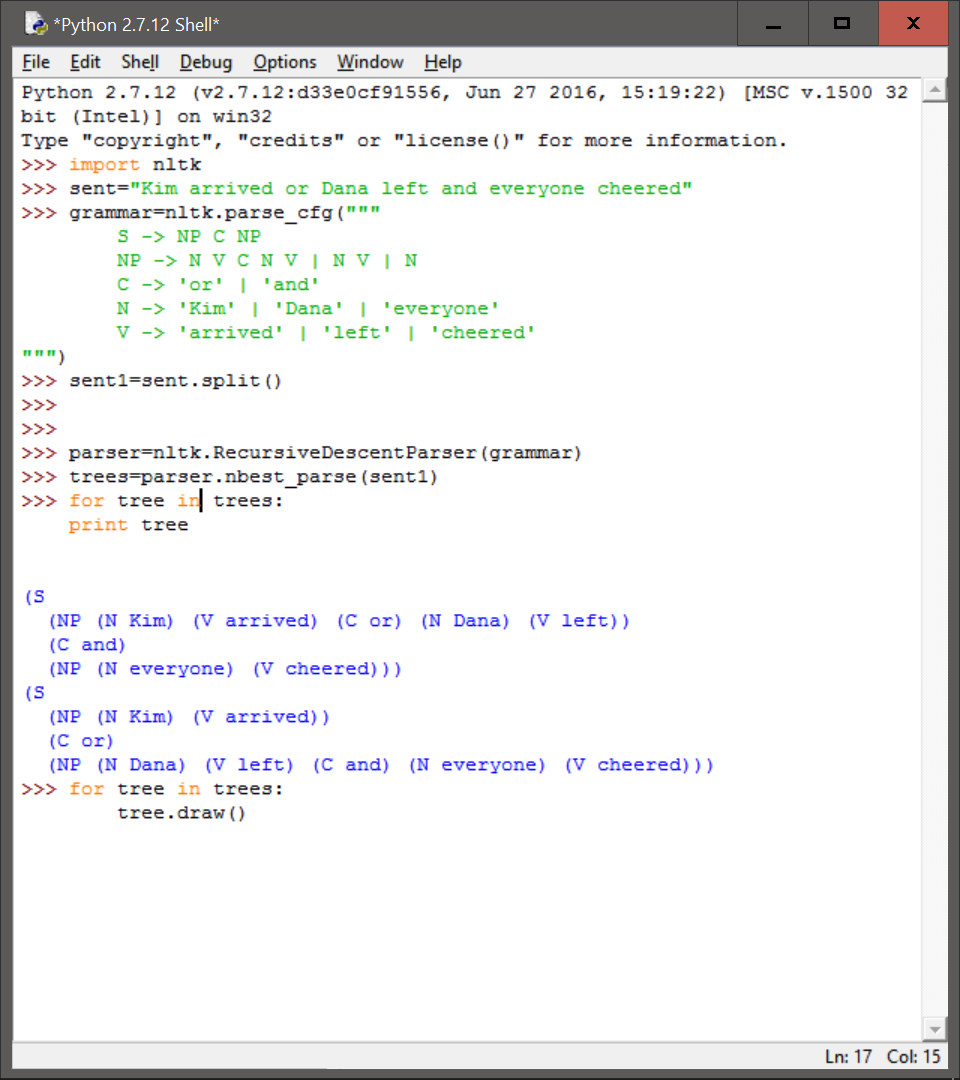 *Python 2.7.12 Shell*
File Edit Shell Debug Options Window Help
Python 2.7.12 (v2.7.12:d33e0cf91556, Jun 27 2016, 15:19:22) [MSC v.1500 32
bit (Intel)] on win32
Type "copyright", "credits" or "license()" for more information.
>>> import nltk
>>> sent="Kim arrived or Dana left and everyone cheered"
>>> grammar=nltk.parse_cfg("""
        S -> NP C NP
        NP -> N V C N V | N V | N
        C -> 'or' | 'and'
        N -> 'Kim' | 'Dana' | 'everyone'
        V -> 'arrived' | 'left' | 'cheered'
""")
>>> sent1=sent.split()
>>>
>>>
>>> parser=nltk.RecursiveDescentParser(grammar)
>>> trees=parser.nbest_parse(sent1)
>>> for tree in trees:
    print tree
(S
  (NP (N Kim) (V arrived) (C or) (N Dana) (V left))
  (C and)
  (NP (N everyone) (V cheered)))
(S
  (NP (N Kim) (V arrived))
  (C or)
  (NP (N Dana) (V left) (C and) (N everyone) (V cheered)))
>>> for tree in trees:
        tree.draw()
Ln: 17 Col: 15